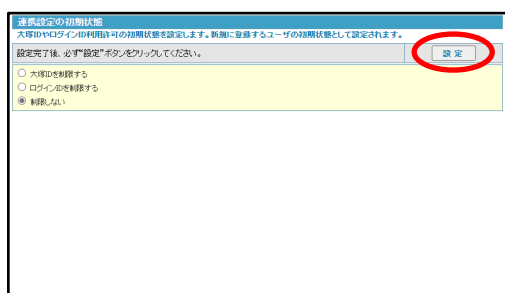 連携設定の初期状態
大塚IDやログインID利用許可の初期状態を設定します。新規に登録するユーザの初期状態として設定されます。
設定完了後、必ず"設定"ボタンをクリックしてください。
設 定
大塚IDを制限する
ログインIDを制限する
制限しない